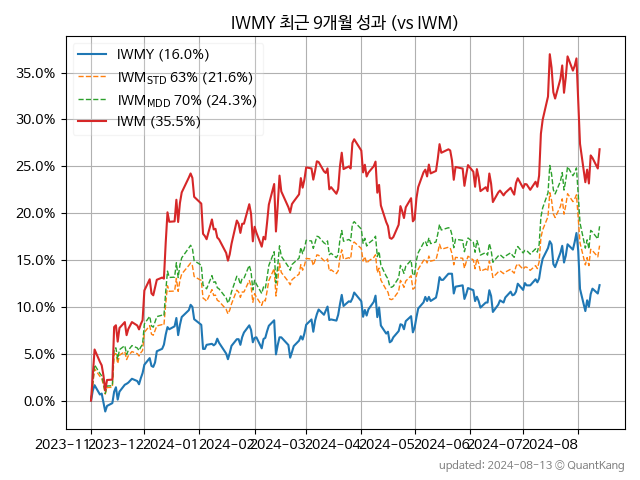 IWMY 최근 9개월 성과 (vs IWM)
IWMY (16.0%)
IWM_STD 63% (21.6%)
IWM_MDD 70% (24.3%)
IWM (35.5%)
35.0%
30.0%
25.0%
20.0%
15.0%
10.0%
5.0%
0.0%
2023-11 2023-12 2024-01 2024-02 2024-03 2024-04 2024-05 2024-06 2024-07 2024-08
updated: 2024-08-13 © QuantKang